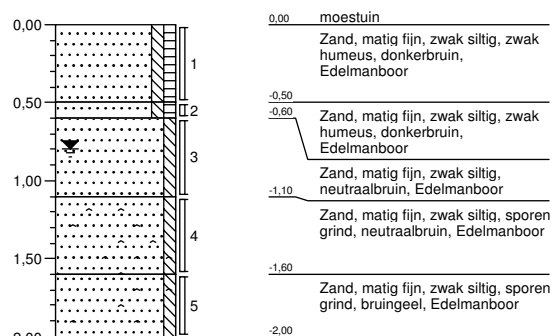 0,00
0,50
1,00
1,50
2,00
1
2
3
4
5
0,00
moestuin
Zand, matig fijn, zwak siltig, zwak
humeus, donkerbruin,
Edelmanboor
-0,50
-0,60
Zand, matig fijn, zwak siltig, zwak
humeus, donkerbruin,
Edelmanboor
Zand, matig fijn, zwak siltig,
neutraalbruin, Edelmanboor
-1,10
Zand, matig fijn, zwak siltig, sporen
grind, neutraalbruin, Edelmanboor
-1,60
Zand, matig fijn, zwak siltig, sporen
grind, bruingeel, Edelmanboor
-2,00